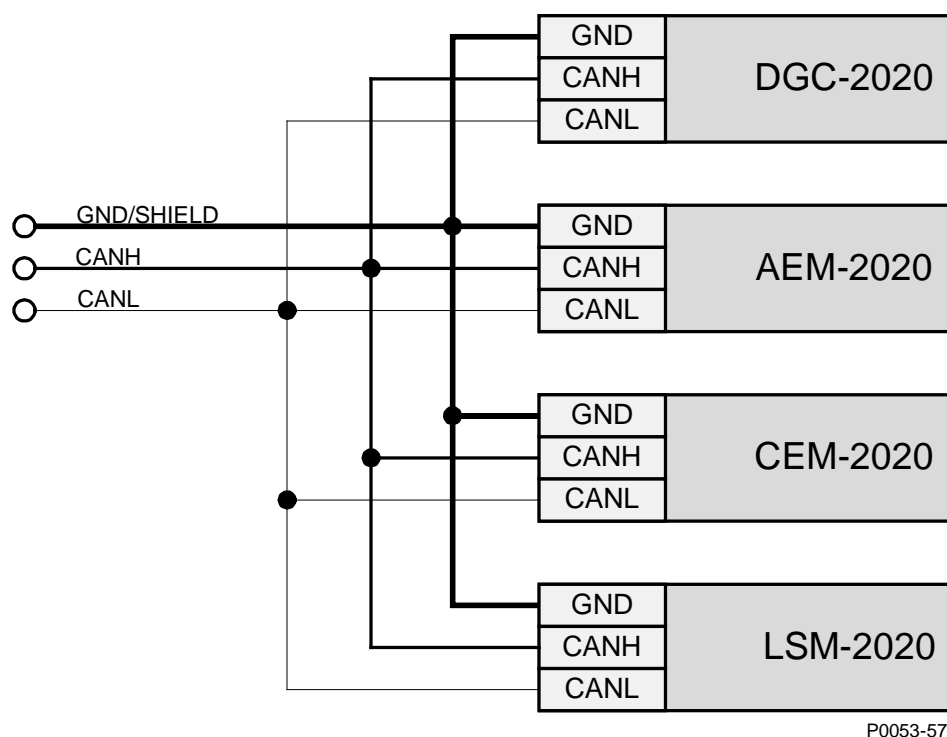 GND
CANH
CANL
DGC-2020
GND/SHIELD
CANH
CANL
GND
CANH
CANL
AEM-2020
GND
CANH
CANL
CEM-2020
GND
CANH
CANL
LSM-2020
P0053-57